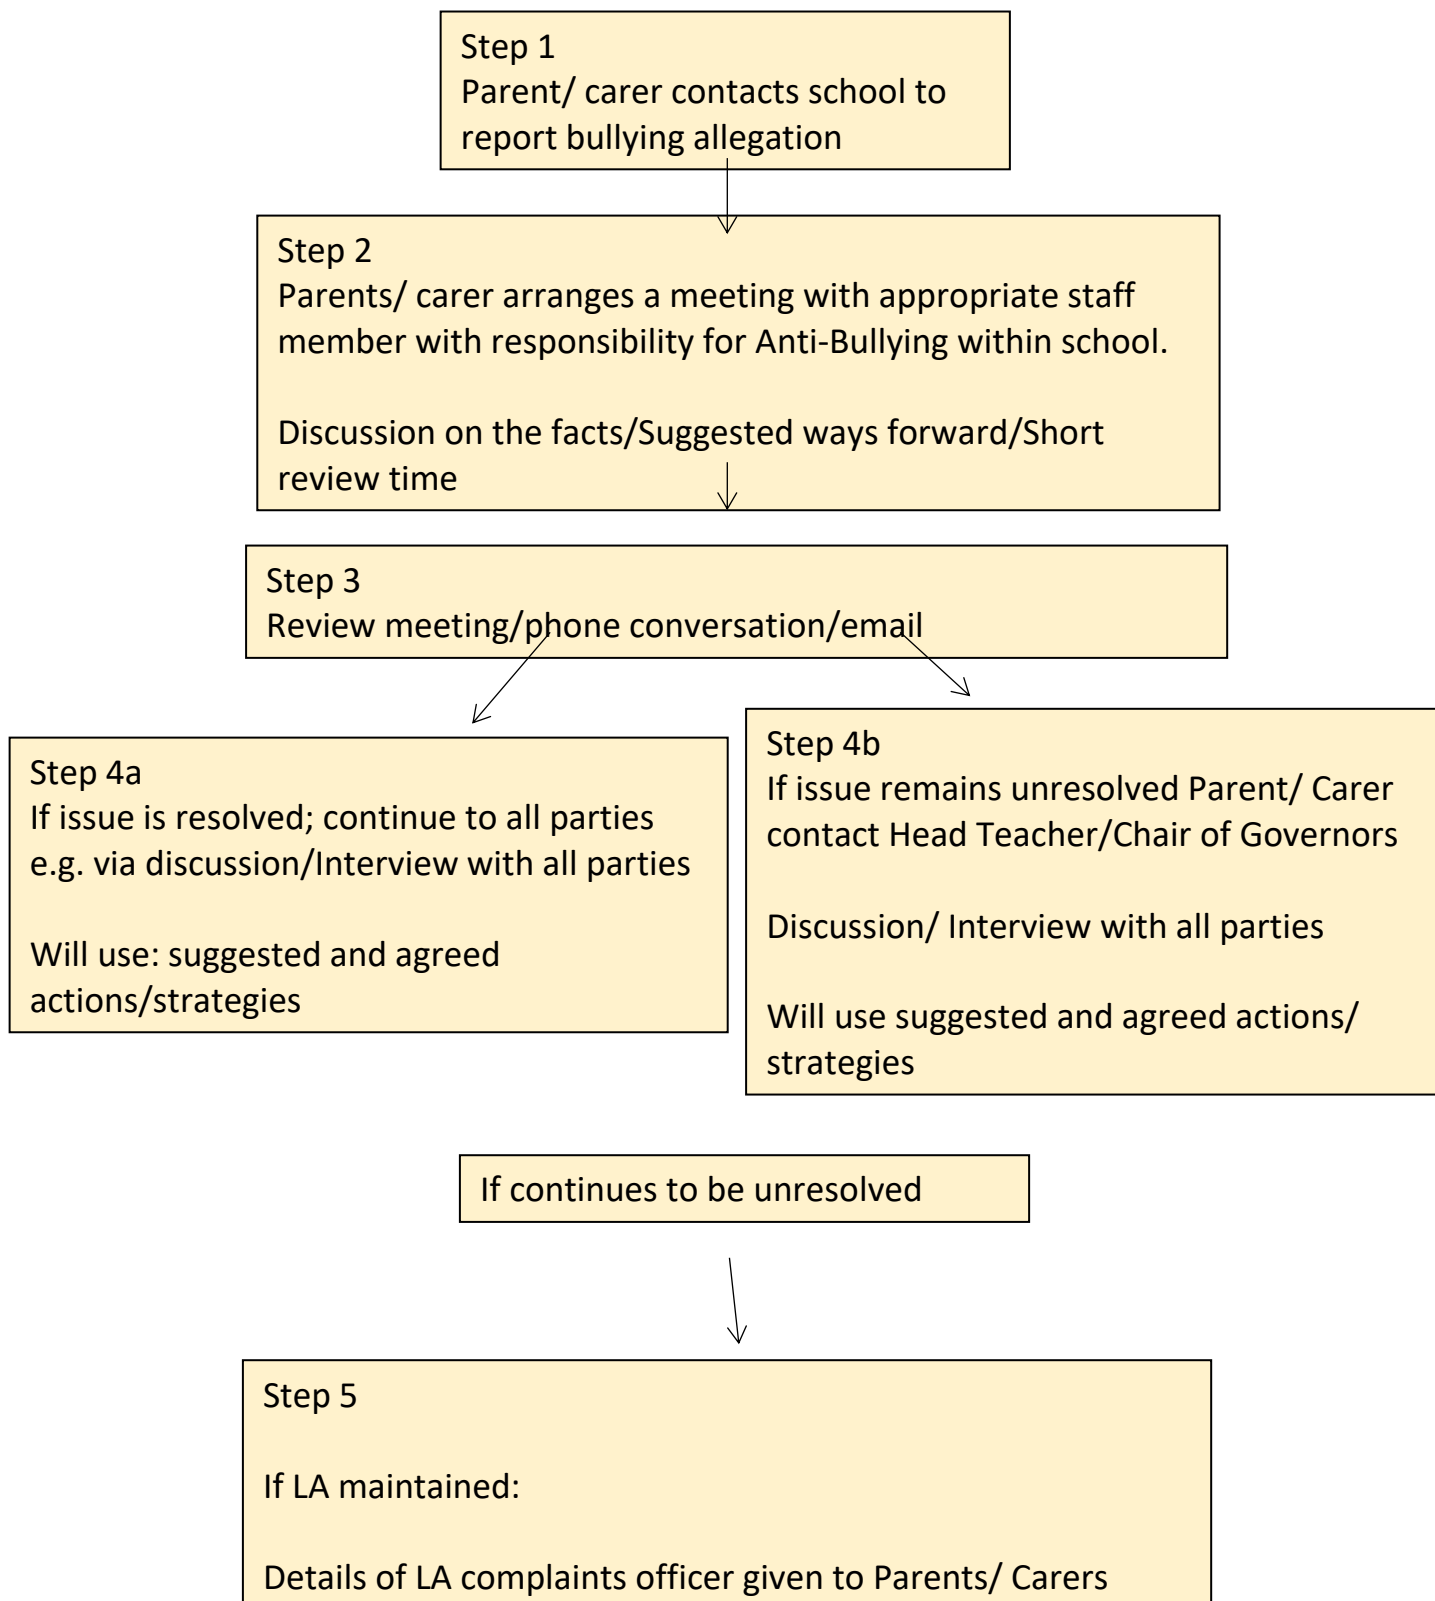 Step 1
Parent/ carer contacts school to
report bullying allegation
Step 2
Parents/ carer arranges a meeting with appropriate staff
member with responsibility for Anti-Bullying within school.
Discussion on the facts/Suggested ways forward/Short
review time
Step 3
Review meeting/phone conversation/email
Step 4a
If issue is resolved; continue to all parties
e.g. via discussion/Interview with all parties
Will use: suggested and agreed
actions/strategies
Step 4b
If issue remains unresolved Parent/ Carer
contact Head Teacher/Chair of Governors
Discussion/ Interview with all parties
Will use suggested and agreed actions/
strategies
If continues to be unresolved
Step 5
If LA maintained:
Details of LA complaints officer given to Parents/ Carers